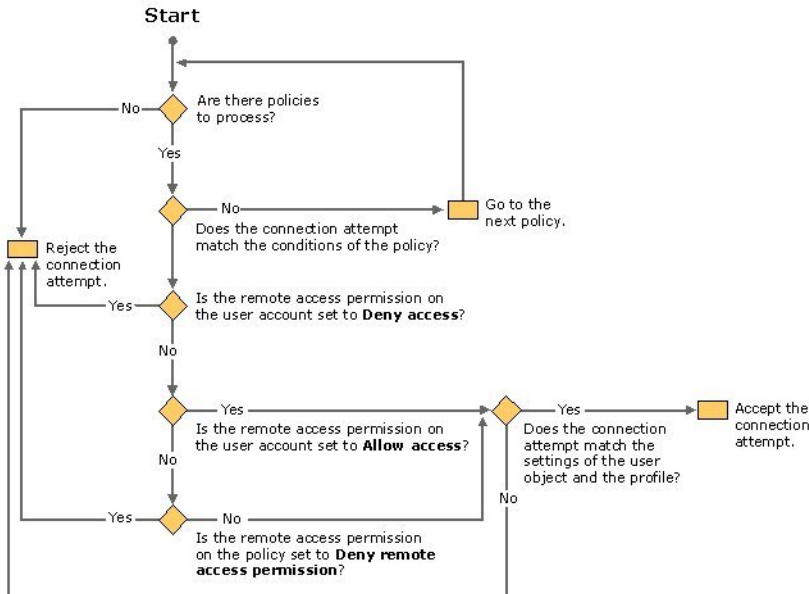 Start
Are there policies
to process?
No
Yes
No
Does the connection attempt
match the conditions of the policy?
Go to the
next policy.
Reject the
connection
attempt.
Yes
Is the remote access permission on
the user account set to Deny access?
No
Yes
Is the remote access permission on
the user account set to Allow access?
Yes
Does the connection
attempt match the
settings of the user
object and the profile?
Accept the
connection
attempt.
No
No
Yes
No
Is the remote access permission
on the policy set to Deny remote
access permission?